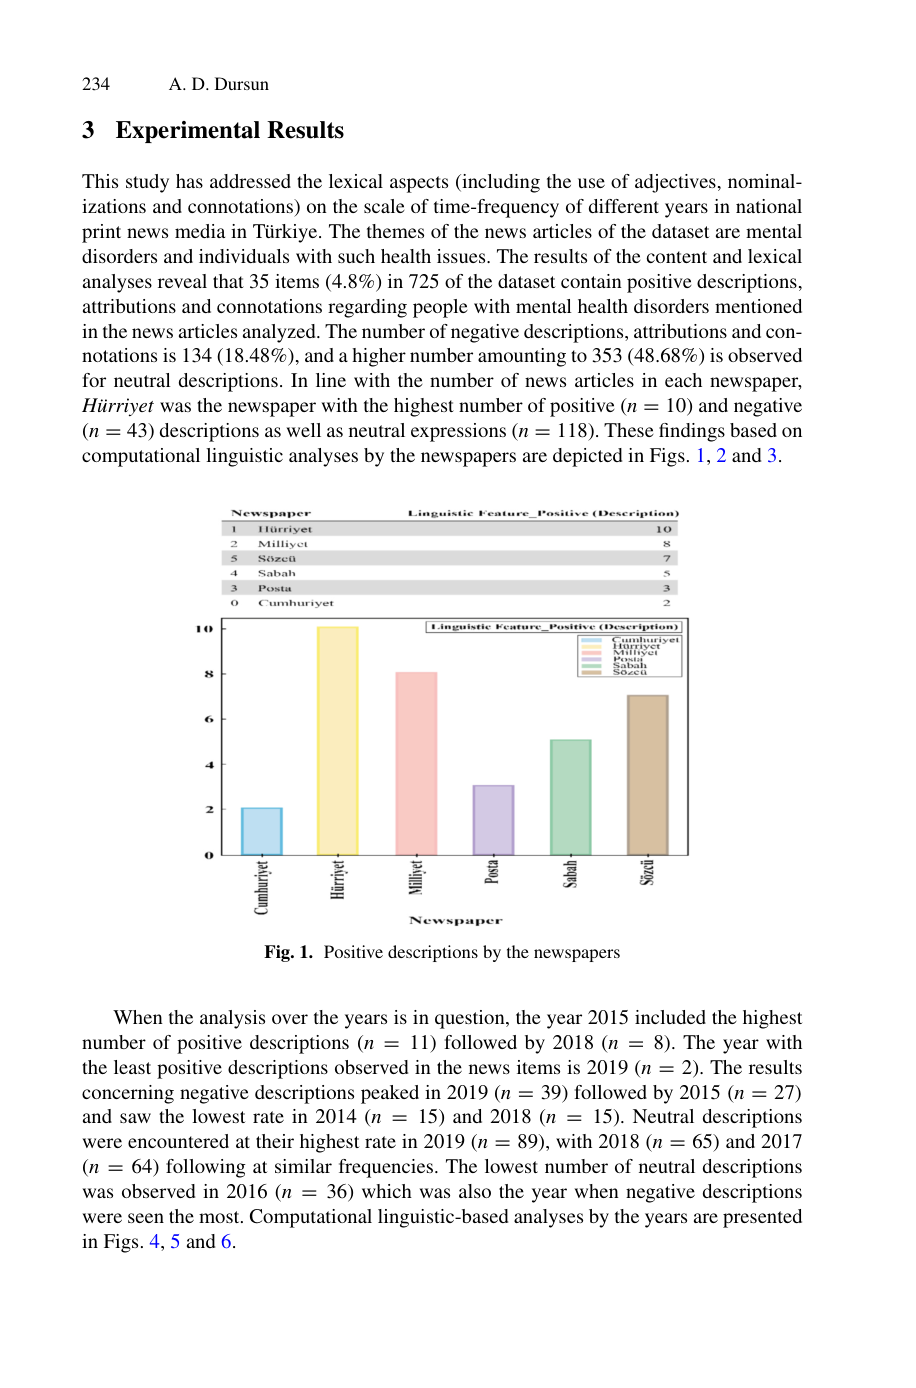 234 A. D. Dursun
3 Experimental Results
This study has addressed the lexical aspects (including the use of adjectives, nominal-
izations and connotations) on the scale of time-frequency of different years in national
print news media in Türkiye. The themes of the news articles of the dataset are mental
disorders and individuals with such health issues. The results of the content and lexical
analyses reveal that 35 items (4.8%) in 725 of the dataset contain positive descriptions,
attributions and connotations regarding people with mental health disorders mentioned
in the news articles analyzed. The number of negative descriptions, attributions and con-
notations is 134 (18.48%), and a higher number amounting to 353 (48.68%) is observed
for neutral descriptions. In line with the number of news articles in each newspaper,
Hürriyet was the newspaper with the highest number of positive (n = 10) and negative
(n = 43) descriptions as well as neutral expressions (n = 118). These findings based on
computational linguistic analyses by the newspapers are depicted in Figs. 1, 2 and 3.
Newspaper Linguistic Feature_Positive (Description)
1 Hürriyet 10
2 Milliyet 8
5 Sözcü 7
4 Sabah 5
3 Posta 3
0 Cumhuriyet 2
Linguistic Feature_Positive (Description)
Cumhuriyet
Hürriyet
Milliyet
Posta
Sabah
Sözcü
10
8
6
4
2
0
Cumhuriyet
Hürriyet
Milliyet
Posta
Sabah
Sözcü
Newspaper
Fig. 1. Positive descriptions by the newspapers
When the analysis over the years is in question, the year 2015 included the highest
number of positive descriptions (n = 11) followed by 2018 (n = 8). The year with
the least positive descriptions observed in the news items is 2019 (n = 2). The results
concerning negative descriptions peaked in 2019 (n = 39) followed by 2015 (n = 27)
and saw the lowest rate in 2014 (n = 15) and 2018 (n = 15). Neutral descriptions
were encountered at their highest rate in 2019 (n = 89), with 2018 (n = 65) and 2017
(n = 64) following at similar frequencies. The lowest number of neutral descriptions
was observed in 2016 (n = 36) which was also the year when negative descriptions
were seen the most. Computational linguistic-based analyses by the years are presented
in Figs. 4, 5 and 6.